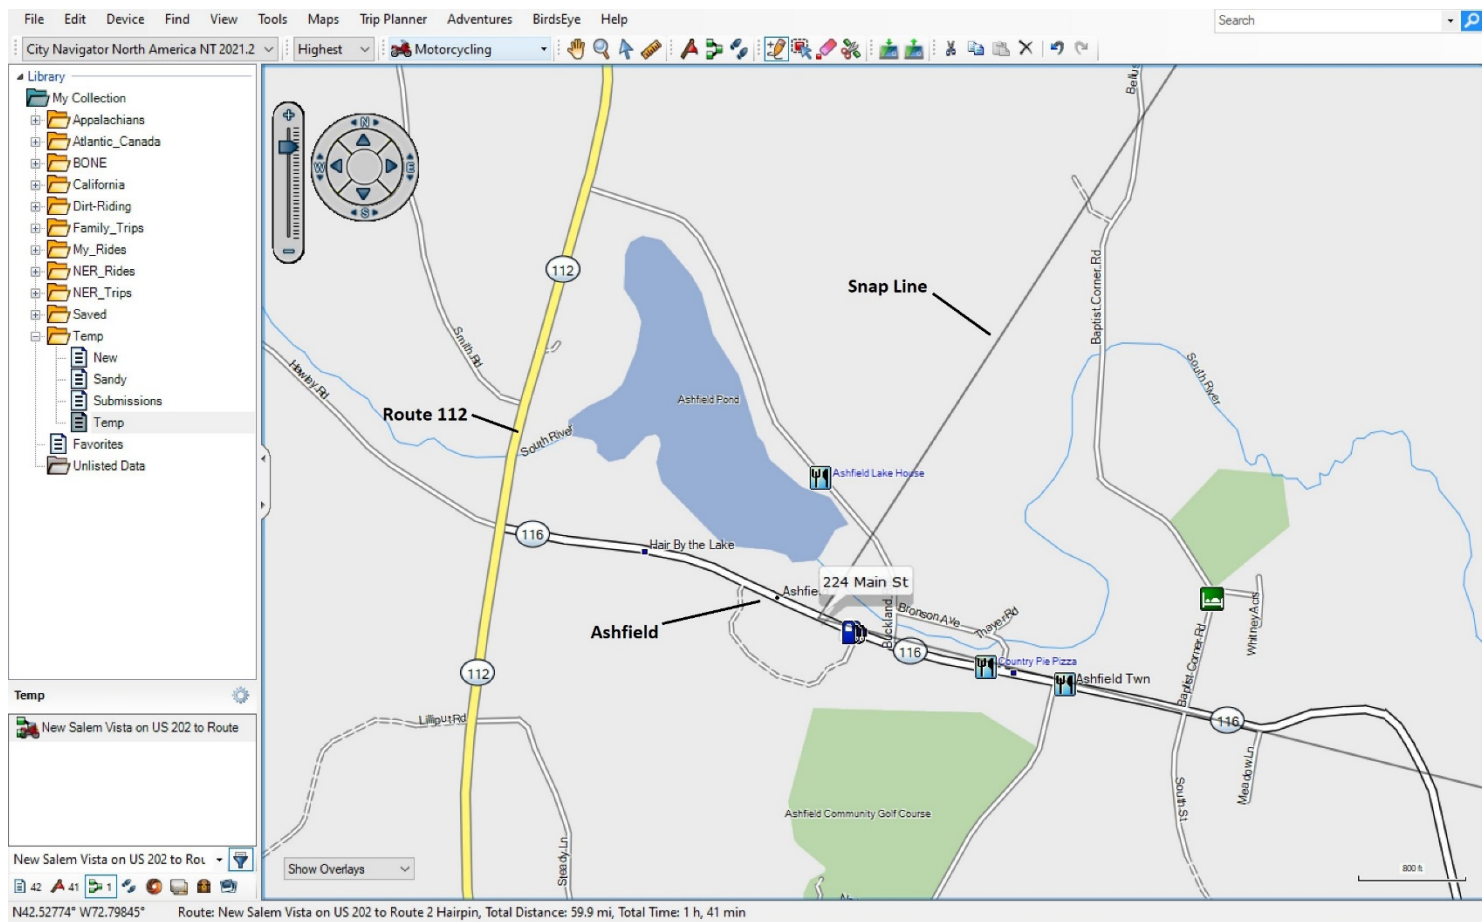 File Edit Device Find View Tools Maps Trip Planner Adventures BirdsEye Help
Search
City Navigator North America NT 2021.2
Highest
Motorcycling
Library
My Collection
Appalachians
Atlantic_Canada
BONE
California
Dirt-Riding
Family_Trips
My_Rides
NER_Rides
NER_Trips
Saved
Temp
New
Sandy
Submissions
Temp
Favorites
Unlisted Data
N
W
E
S
112
Smith Rd
Hawley Rd
Route 112
South River
Ashfield Pond
Snap Line
Baptist Corner Rd
South River
Ashfield Lake House
116
Hair By the Lake
224 Main St
Ashfield
Buckland
Bronson Ave
Thayer Rd
116
Country Pie Pizza
Ashfield Twn
Baptist Corner Rd
Whitney Acrs
116
112
Lilliput Rd
Meadow Ln
South St
Ashfield Community Golf Course
Steady Ln
Show Overlays
800 ft
Temp
New Salem Vista on US 202 to Route
New Salem Vista on US 202 to Rou
42 41 1
N42.52774° W72.79845° Route: New Salem Vista on US 202 to Route 2 Hairpin, Total Distance: 59.9 mi, Total Time: 1 h, 41 min